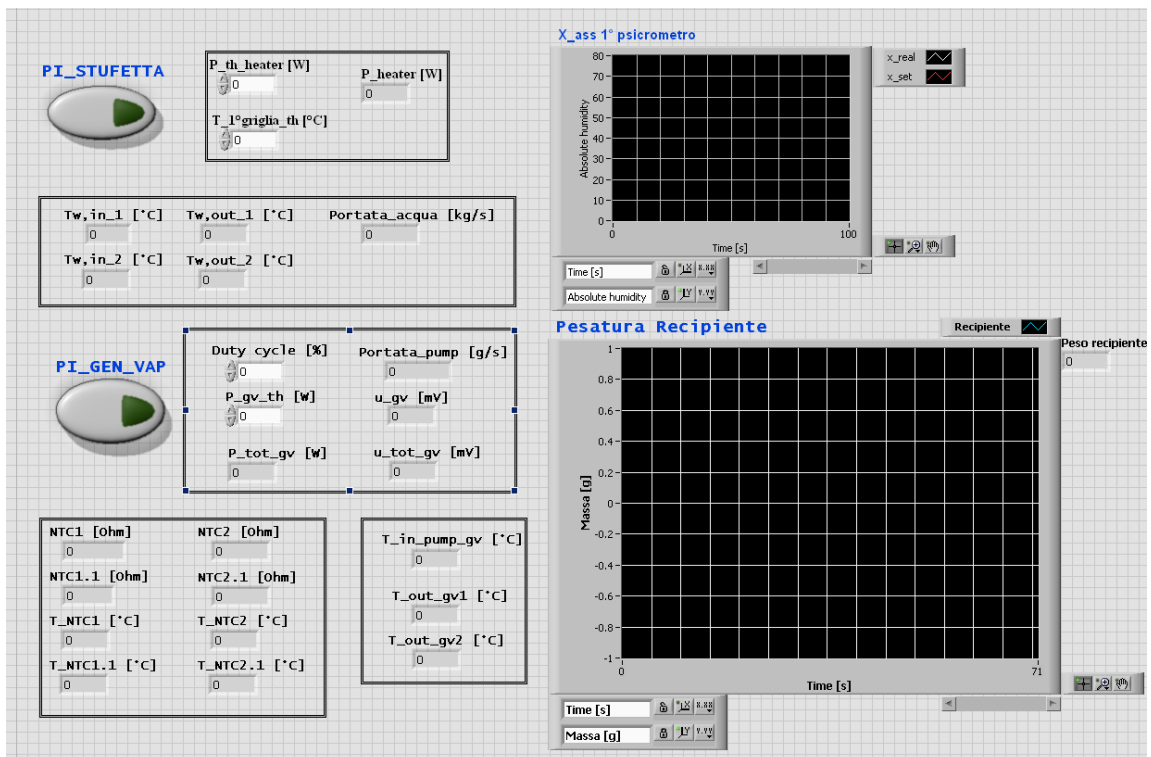 X_ass 1° psicrometro
PI_STUFETTA
P_th_heater [W]
0
P_heater [W]
0
T_1°griglia_th [°C]
0
x_real
x_set
Absolute humidity
80
70
60
50
40
30
20
10
0
0
100
Time [s]
Time [s]
Absolute humidity
Tw,in_1 [°C]
Tw,out_1 [°C]
Portata_acqua [kg/s]
0
0
0
Tw,in_2 [°C]
Tw,out_2 [°C]
0
0
PI_GEN_VAP
Duty cycle [%]
Portata_pump [g/s]
0
0
P_gv_th [W]
u_gv [mV]
0
0
P_tot_gv [W]
u_tot_gv [mV]
0
0
Pesatura Recipiente
Recipiente
Peso recipiente
0
Massa [g]
1
0.8
0.6
0.4
0.2
0
-0.2
-0.4
-0.6
-0.8
-1
0
71
Time [s]
Time [s]
Massa [g]
NTC1 [Ohm]
NTC2 [Ohm]
0
0
NTC1.1 [Ohm]
NTC2.1 [Ohm]
0
0
T_NTC1 [°C]
T_NTC2 [°C]
0
0
T_NTC1.1 [°C]
T_NTC2.1 [°C]
0
0
T_in_pump_gv [°C]
0
T_out_gv1 [°C]
0
T_out_gv2 [°C]
0